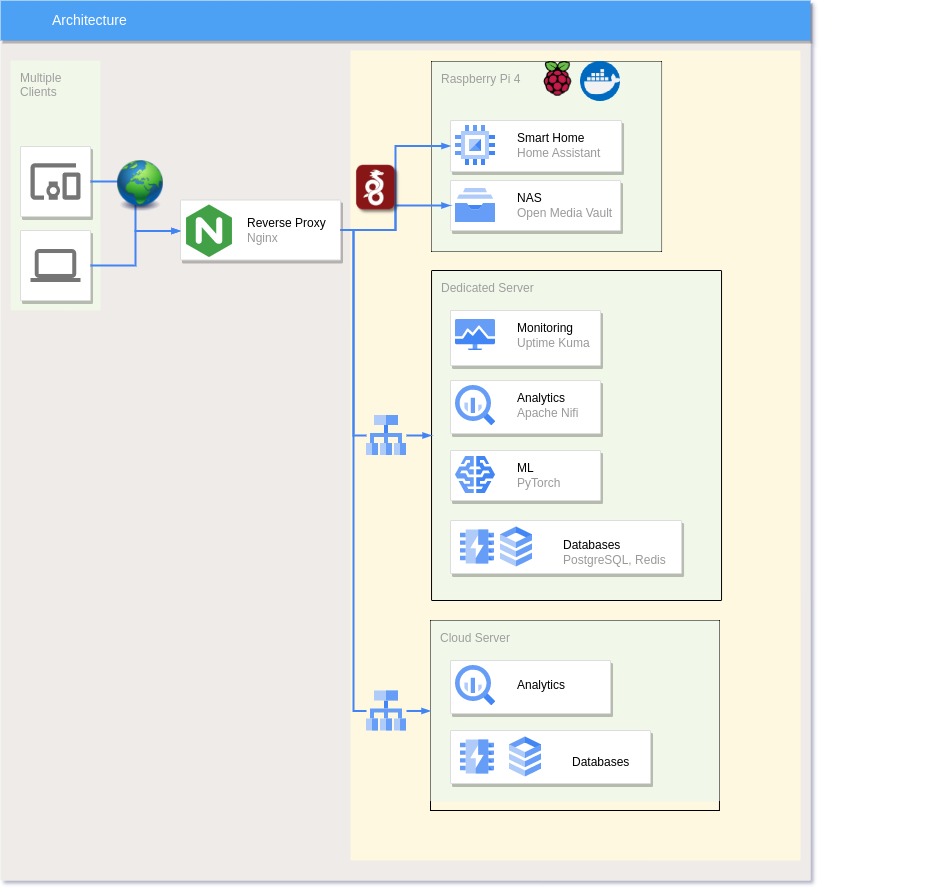 Architecture
Multiple
Clients
Raspberry Pi 4
Smart Home
Home Assistant
NAS
Open Media Vault
Reverse Proxy
Nginx
N
Dedicated Server
Monitoring
Uptime Kuma
Analytics
Apache Nifi
ML
PyTorch
Databases
PostgreSQL, Redis
Cloud Server
Analytics
Databases